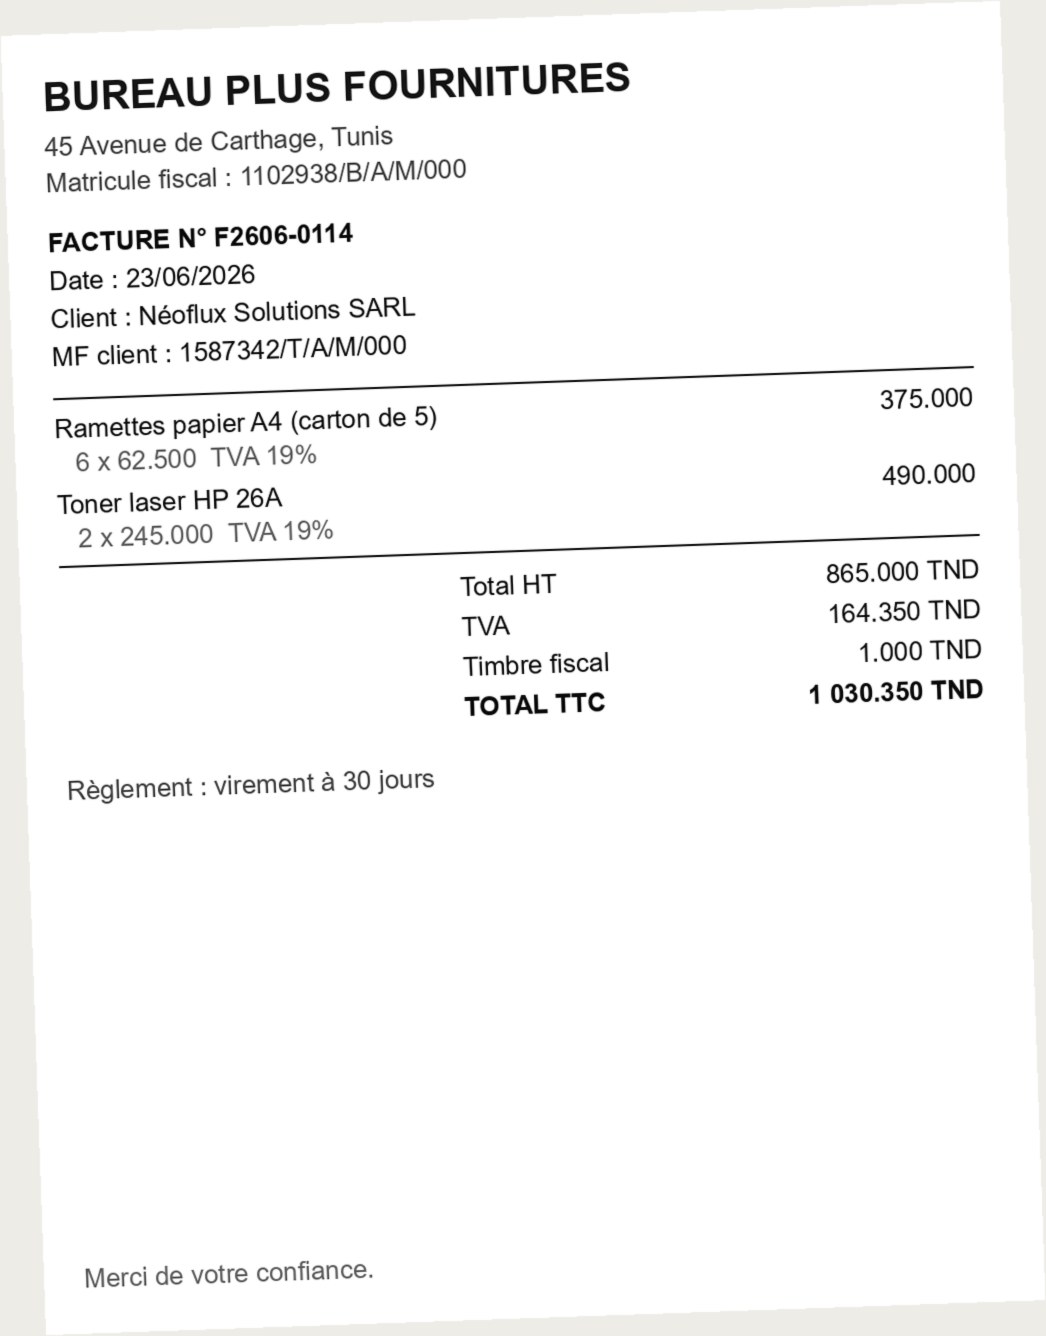 BUREAU PLUS FOURNITURES
45 Avenue de Carthage, Tunis
Matricule fiscal : 1102938/B/A/M/000
FACTURE N° F2606-0114
Date : 23/06/2026
Client : Néoflux Solutions SARL
MF client : 1587342/T/A/M/000
Ramettes papier A4 (carton de 5) 375.000
6 x 62.500 TVA 19%
Toner laser HP 26A 490.000
2 x 245.000 TVA 19%
Total HT 865.000 TND
TVA 164.350 TND
Timbre fiscal 1.000 TND
TOTAL TTC 1 030.350 TND
Règlement : virement à 30 jours
Merci de votre confiance.